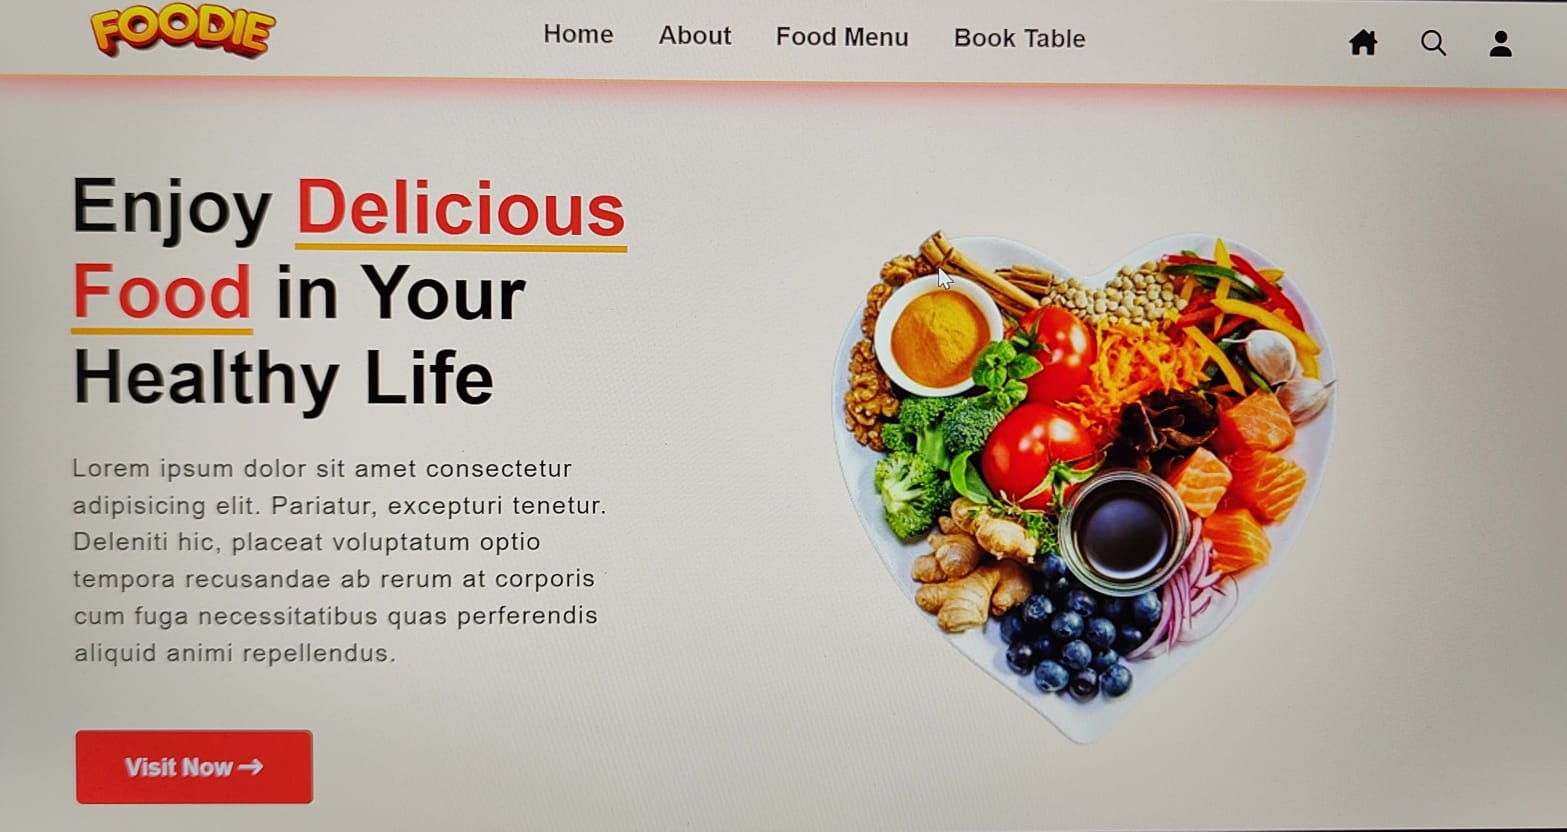 FOODIE
Home About Food Menu Book Table
Enjoy Delicious
Food in Your
Healthy Life
Lorem ipsum dolor sit amet consectetur
adipisicing elit. Pariatur, excepturi tenetur.
Deleniti hic, placeat voluptatum optio
tempora recusandae ab rerum at corporis
cum fuga necessitatibus quas perferendis
aliquid animi repellendus.
Visit Now →